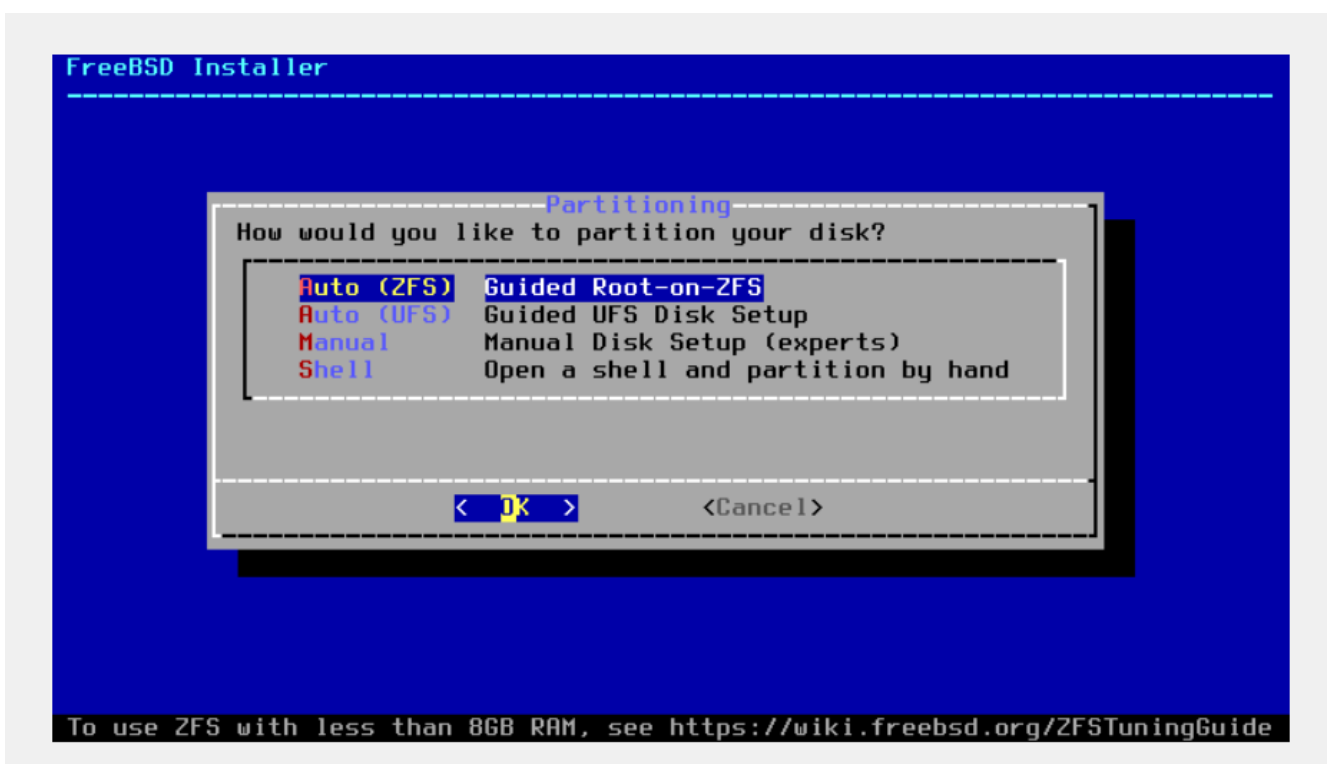 FreeBSD Installer
Partitioning
How would you like to partition your disk?
Auto (ZFS) Guided Root-on-ZFS
Auto (UFS) Guided UFS Disk Setup
Manual Manual Disk Setup (experts)
Shell Open a shell and partition by hand
< OK > <Cancel>
To use ZFS with less than 8GB RAM, see https://wiki.freebsd.org/ZFSTuningGuide